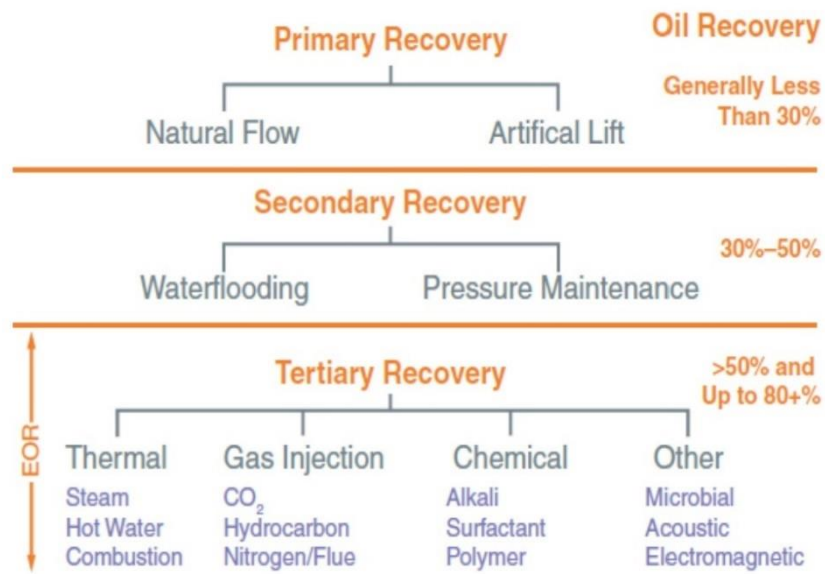 Primary Recovery
Oil Recovery
Generally Less
Than 30%
Natural Flow
Artifical Lift
Secondary Recovery
30%–50%
Waterflooding
Pressure Maintenance
EOR
Tertiary Recovery
>50% and
Up to 80+%
Thermal
Gas Injection
Chemical
Other
Steam
CO₂
Alkali
Microbial
Hot Water
Hydrocarbon
Surfactant
Acoustic
Combustion
Nitrogen/Flue
Polymer
Electromagnetic